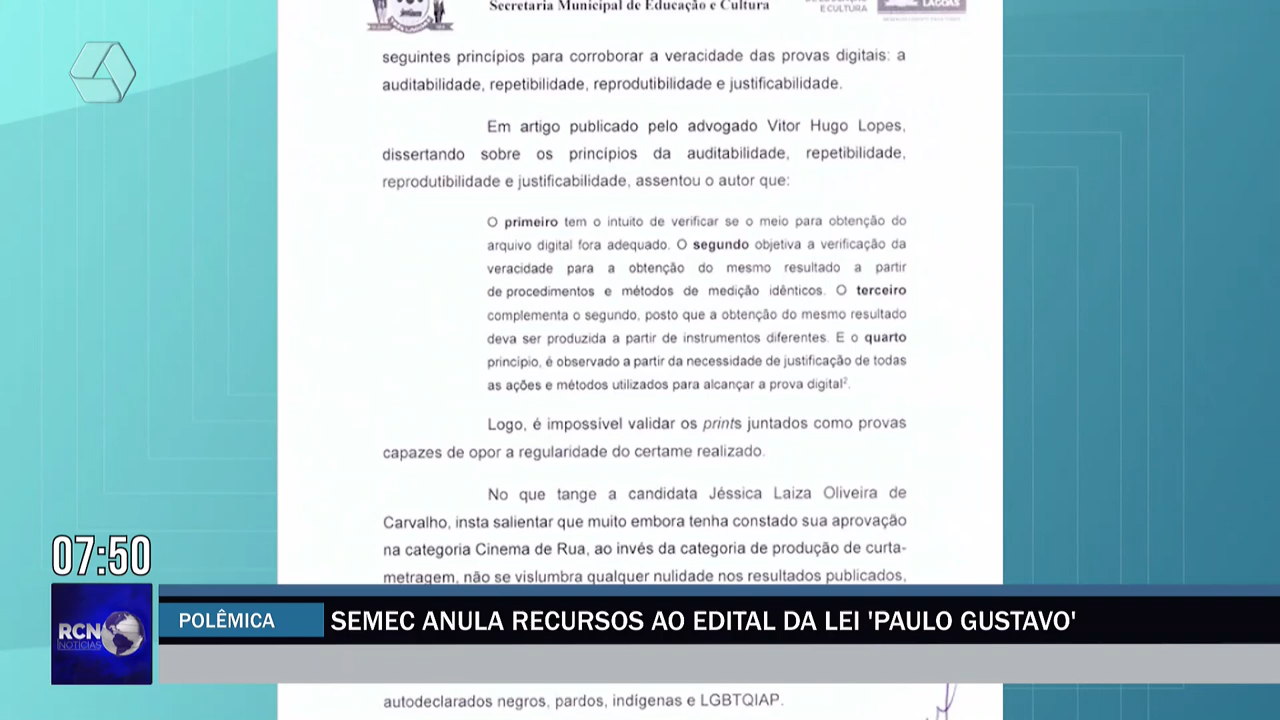 Secretaria Municipal de Educação e Cultura
E CULTURA
LAGOAS
seguintes princípios para corroborar a veracidade das provas digitais: a
auditabilidade, repetibilidade, reprodutibilidade e justificabilidade.
Em artigo publicado pelo advogado Vitor Hugo Lopes,
dissertando sobre os princípios da auditabilidade, repetibilidade,
reprodutibilidade e justificabilidade, assentou o autor que:
O primeiro tem o intuito de verificar se o meio para obtenção do
arquivo digital fora adequado. O segundo objetiva a verificação da
veracidade para a obtenção do mesmo resultado a partir
de procedimentos e métodos de medição idênticos. O terceiro
complementa o segundo, posto que a obtenção do mesmo resultado
deva ser produzida a partir de instrumentos diferentes. E o quarto
princípio, é observado a partir da necessidade de justificação de todas
as ações e métodos utilizados para alcançar a prova digital².
Logo, é impossível validar os prints juntados como provas
capazes de opor a regularidade do certame realizado.
No que tange a candidata Jéssica Laiza Oliveira de
Carvalho, insta salientar que muito embora tenha constado sua aprovação
na categoria Cinema de Rua, ao invés da categoria de produção de curta-
metragem, não se vislumbra qualquer nulidade nos resultados publicados,
07:50
RCN
NOTÍCIAS
POLÊMICA
SEMEC ANULA RECURSOS AO EDITAL DA LEI 'PAULO GUSTAVO'
autodeclarados negros, pardos, indígenas e LGBTQIAP.